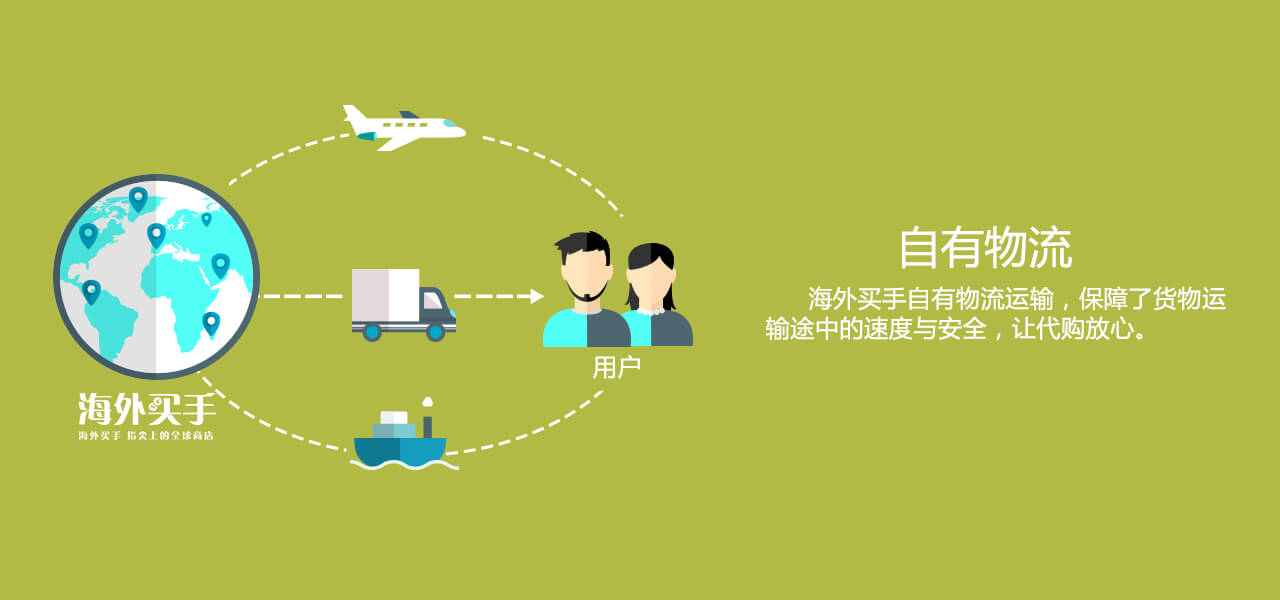 自有物流
海外买手自有物流运输，保障了货物运
输途中的速度与安全，让代购放心。
用户
海外买手
海外买手 指尖上的全球商店